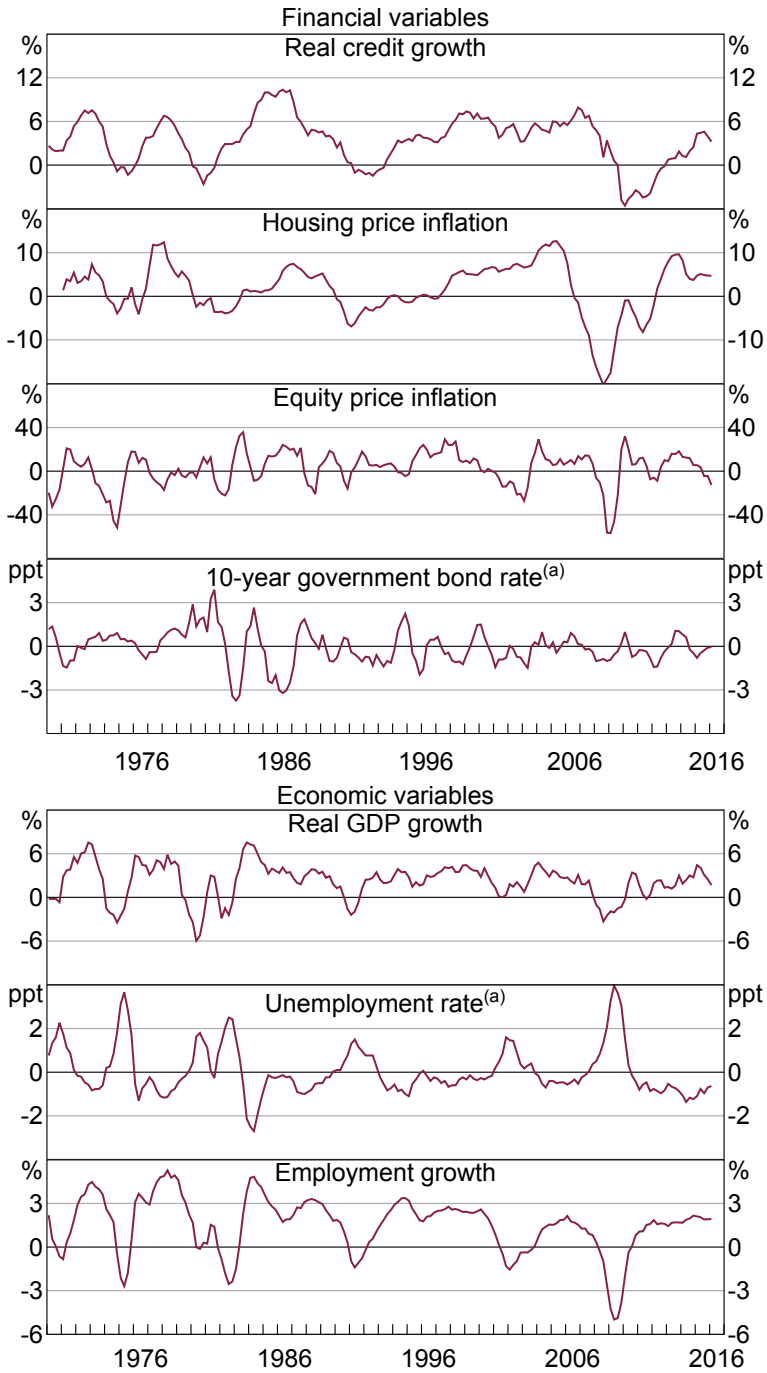 Financial variables
% Real credit growth %
12 12
6 6
0 0
% Housing price inflation %
10 10
0 0
-10 -10
% Equity price inflation %
40 40
0 0
-40 -40
ppt 10-year government bond rate(a) ppt
3 3
0 0
-3 -3
1976 1986 1996 2006 2016
Economic variables
% Real GDP growth %
6 6
0 0
-6 -6
ppt Unemployment rate(a) ppt
2 2
0 0
-2 -2
% Employment growth %
3 3
0 0
-3 -3
-6 -6
1976 1986 1996 2006 2016